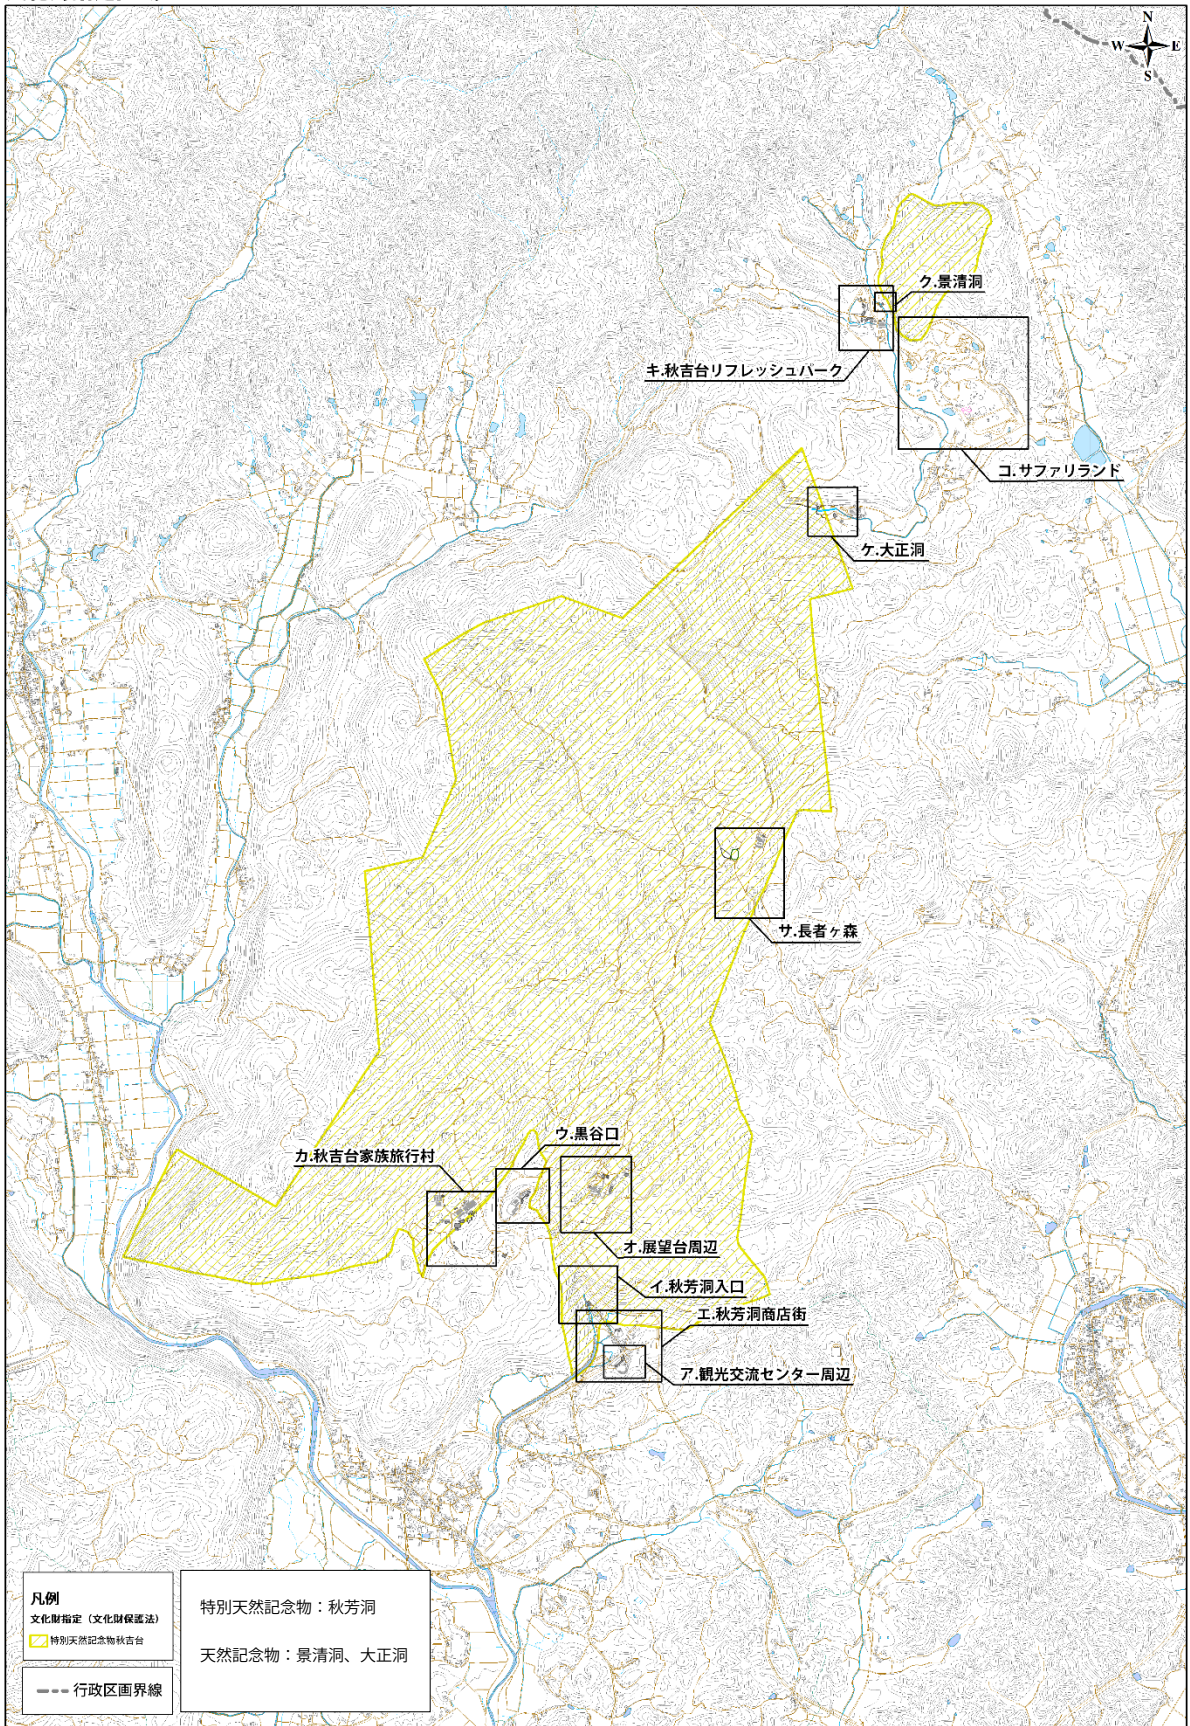 N
W E
S
ク.景清洞
キ.秋吉台リフレッシュパーク
コ.サファリランド
ケ.大正洞
サ.長者ヶ森
ウ.黒谷口
カ.秋吉台家族旅行村
オ.展望台周辺
イ.秋芳洞入口
エ.秋芳洞商店街
ア.観光交流センター周辺
凡例
文化財指定（文化財保護法）
特別天然記念物秋吉台
行政区画界線
特別天然記念物：秋芳洞
天然記念物：景清洞、大正洞